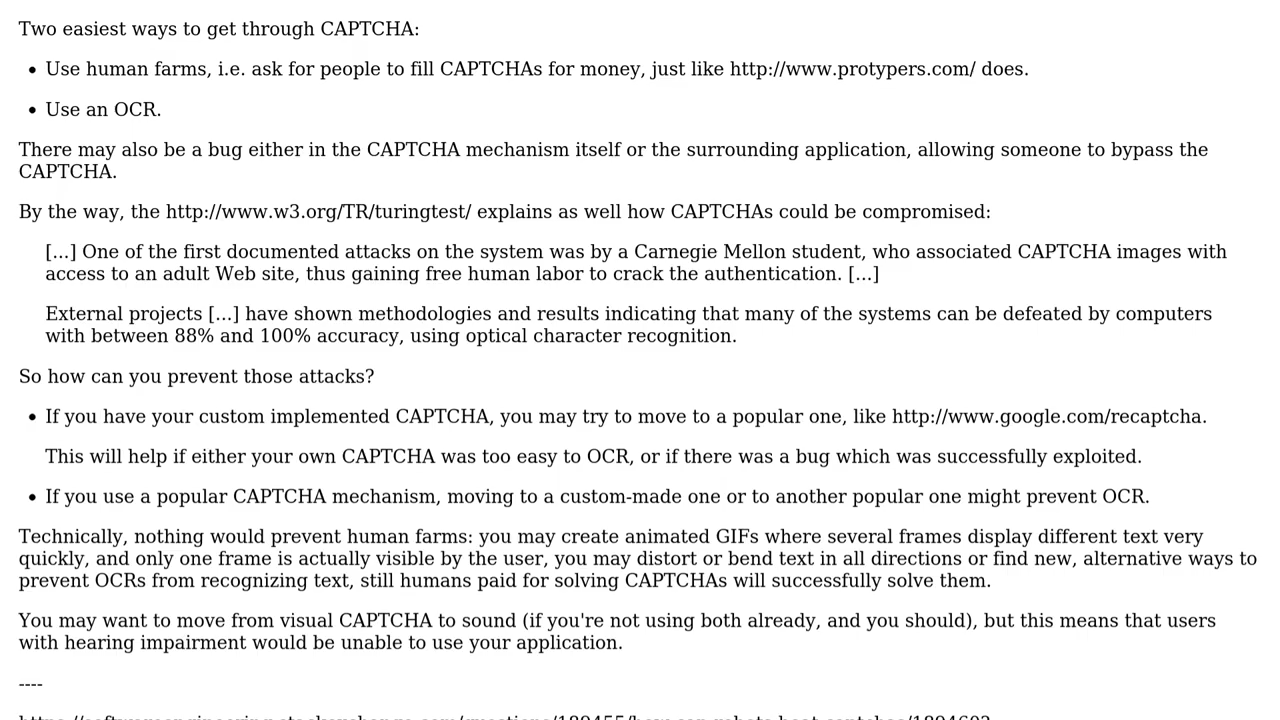 Two easiest ways to get through CAPTCHA:
• Use human farms, i.e. ask for people to fill CAPTCHAs for money, just like http://www.protypers.com/ does.
• Use an OCR.
There may also be a bug either in the CAPTCHA mechanism itself or the surrounding application, allowing someone to bypass the
CAPTCHA.
By the way, the http://www.w3.org/TR/turingtest/ explains as well how CAPTCHAs could be compromised:
[...] One of the first documented attacks on the system was by a Carnegie Mellon student, who associated CAPTCHA images with
access to an adult Web site, thus gaining free human labor to crack the authentication. [...]
External projects [...] have shown methodologies and results indicating that many of the systems can be defeated by computers
with between 88% and 100% accuracy, using optical character recognition.
So how can you prevent those attacks?
• If you have your custom implemented CAPTCHA, you may try to move to a popular one, like http://www.google.com/recaptcha.
This will help if either your own CAPTCHA was too easy to OCR, or if there was a bug which was successfully exploited.
• If you use a popular CAPTCHA mechanism, moving to a custom-made one or to another popular one might prevent OCR.
Technically, nothing would prevent human farms: you may create animated GIFs where several frames display different text very
quickly, and only one frame is actually visible by the user, you may distort or bend text in all directions or find new, alternative ways to
prevent OCRs from recognizing text, still humans paid for solving CAPTCHAs will successfully solve them.
You may want to move from visual CAPTCHA to sound (if you're not using both already, and you should), but this means that users
with hearing impairment would be unable to use your application.
----